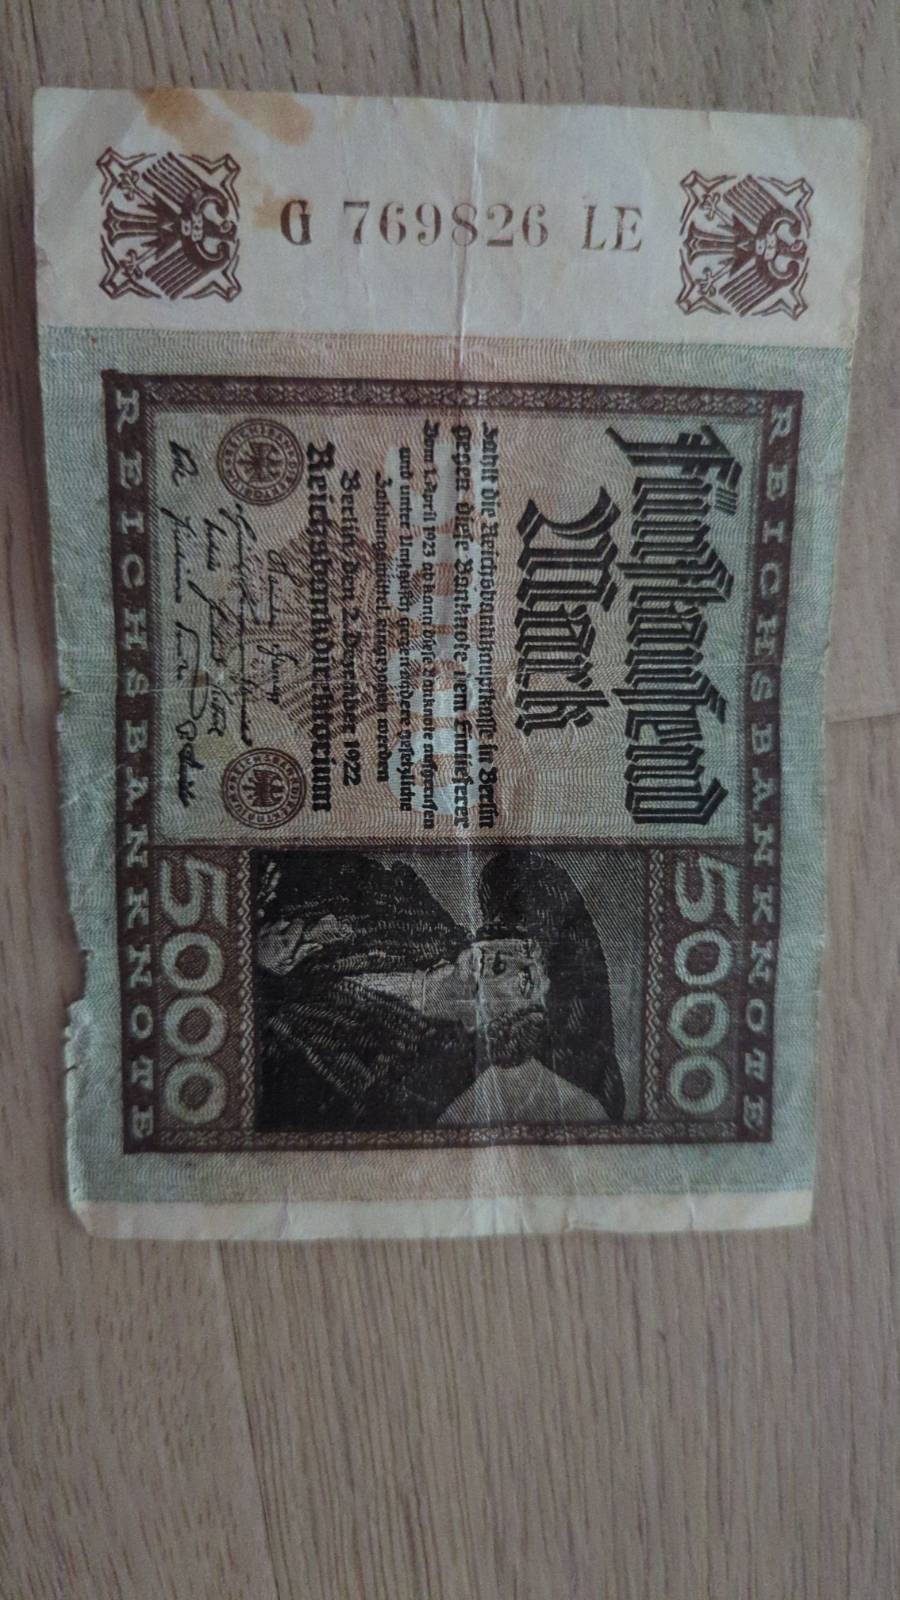 G 769826 LE
REICHSBANKNOTE
Fünftausend
Mark
zahlt die Reichsbankhauptkasse in Berlin
gegen diese Banknote dem Einlieferer
Vom 1. April 1923 ab kann diese Banknote aufgerufen
und unter Umtausch gegen andere gesetzliche
Zahlungsmittel eingezogen werden
Berlin, den 2. Dezember 1922
Reichsbankdirektorium
5000
5000
REICHSBANKNOTE